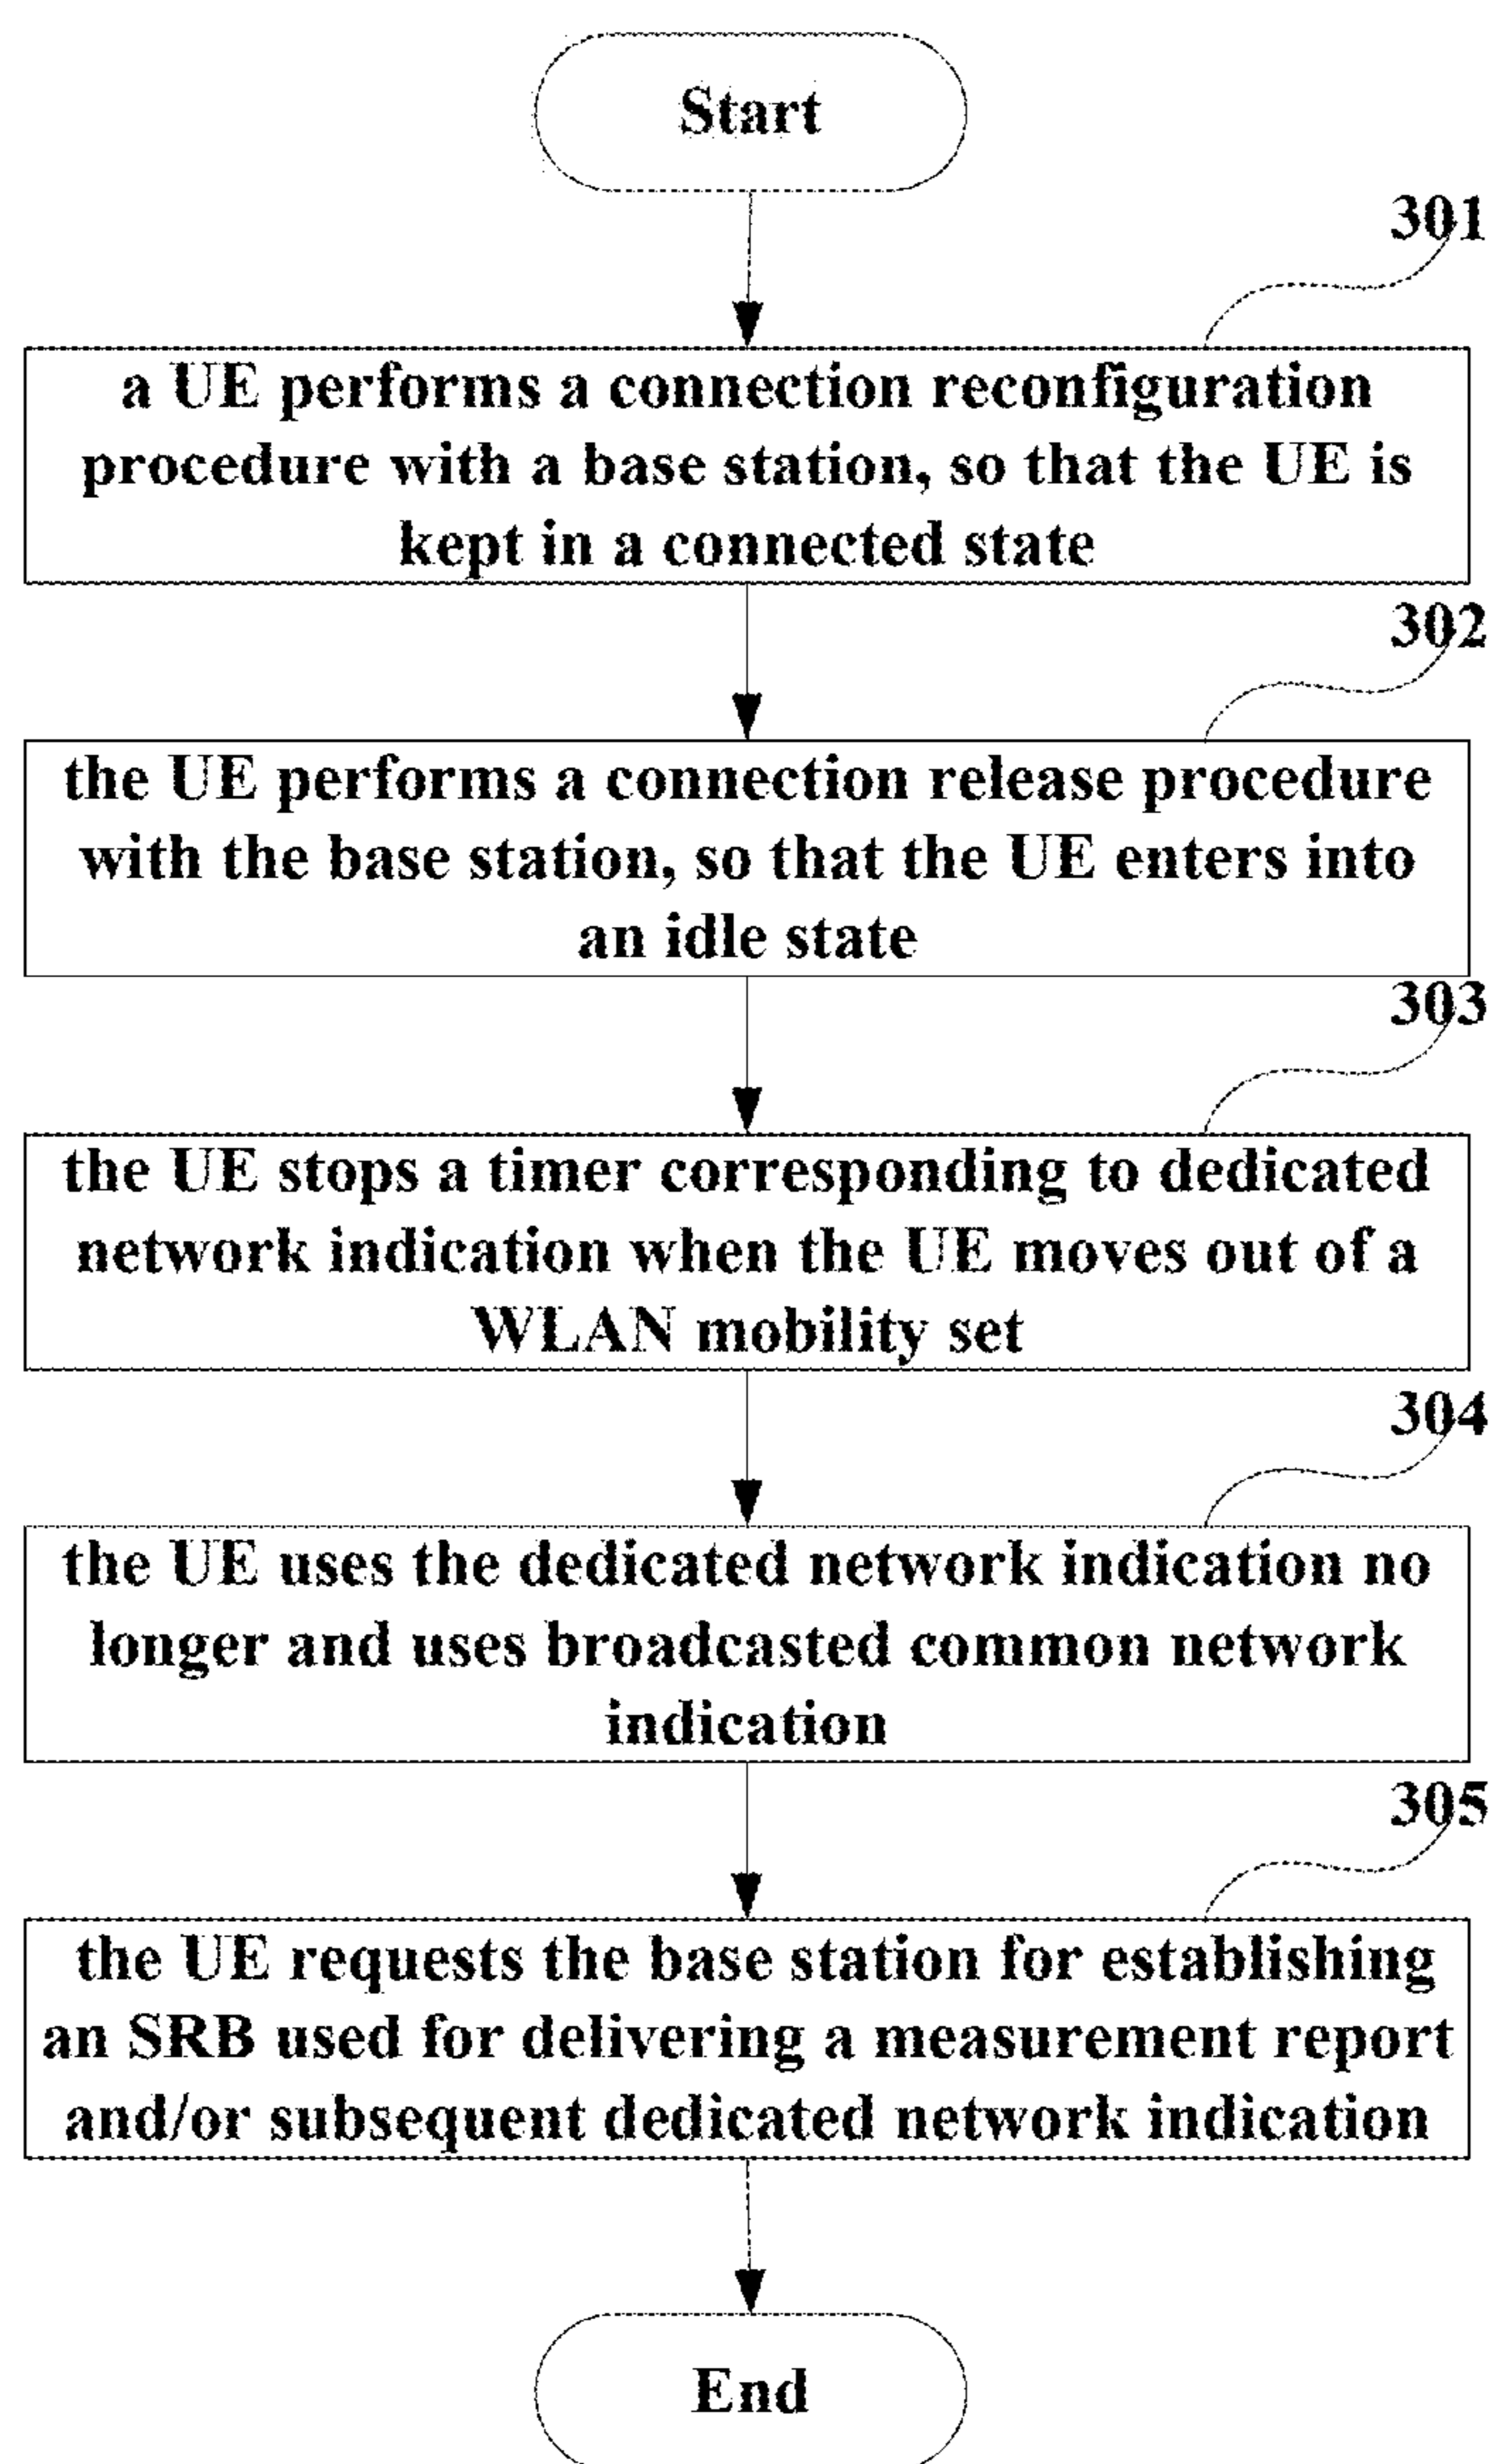 Start
301
a UE performs a connection reconfiguration
procedure with a base station, so that the UE is
kept in a connected state
302
the UE performs a connection release procedure
with the base station, so that the UE enters into
an idle state
303
the UE stops a timer corresponding to dedicated
network indication when the UE moves out of a
WLAN mobility set
304
the UE uses the dedicated network indication no
longer and uses broadcasted common network
indication
305
the UE requests the base station for establishing
an SRB used for delivering a measurement report
and/or subsequent dedicated network indication
End